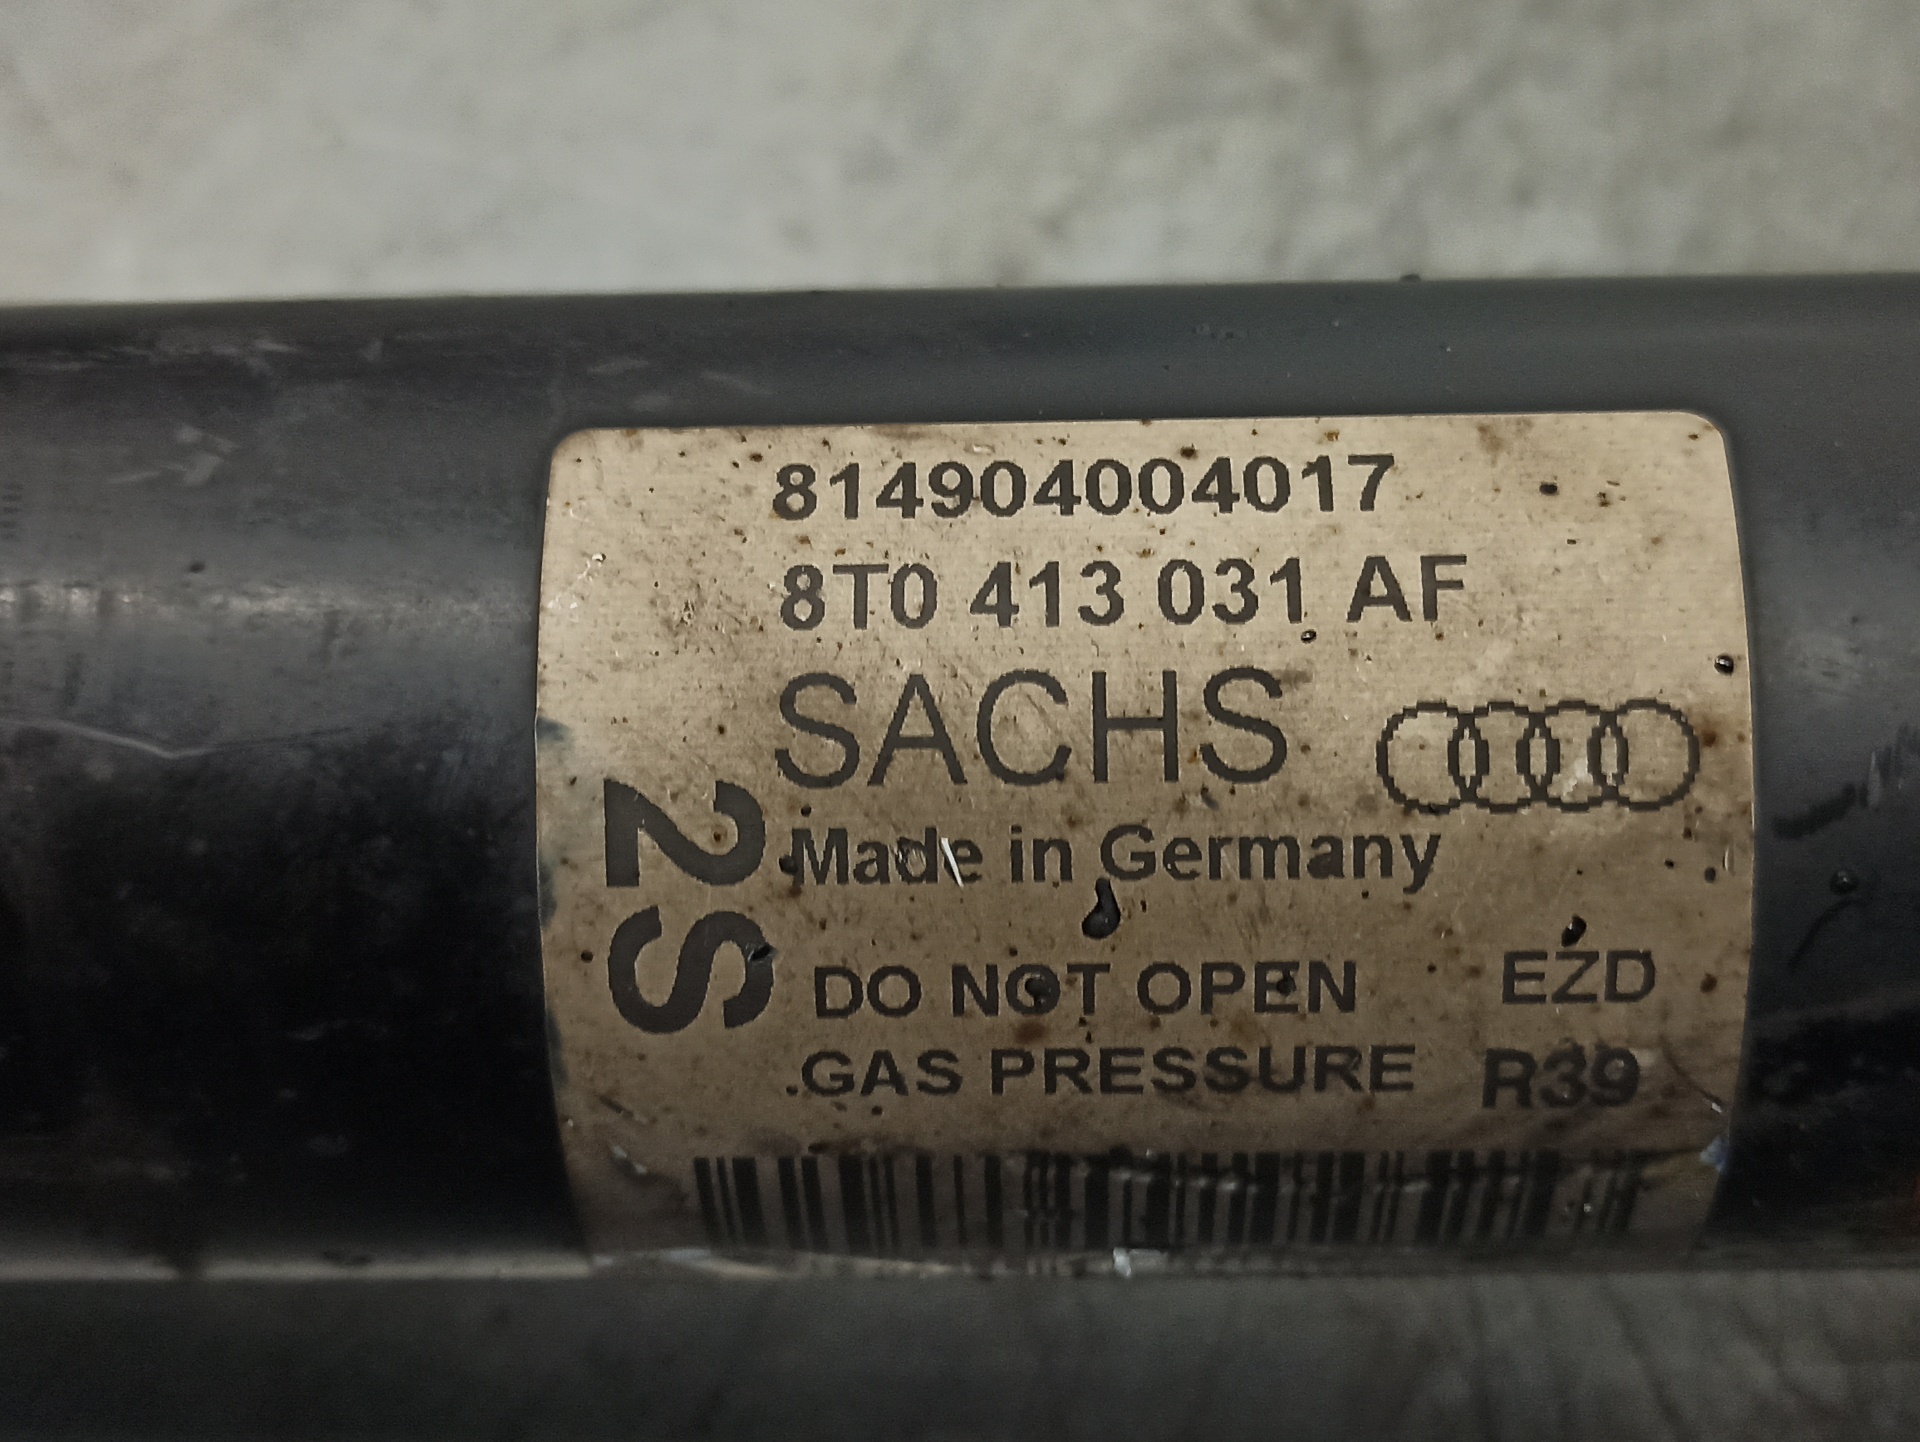 814904004017
8T0 413 031 AF
SACHS
2S
Made in Germany
DO NOT OPEN EZD
GAS PRESSURE R39